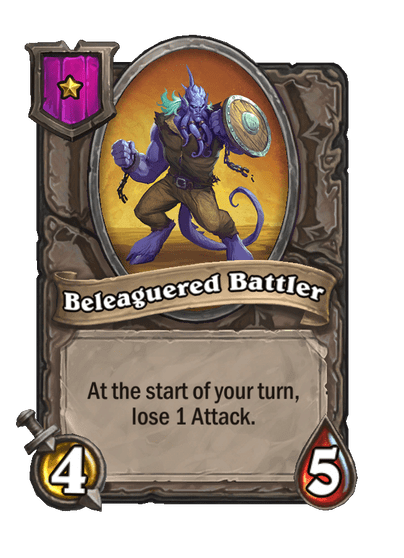 Beleaguered Battler
At the start of your turn,
lose 1 Attack.
4
5